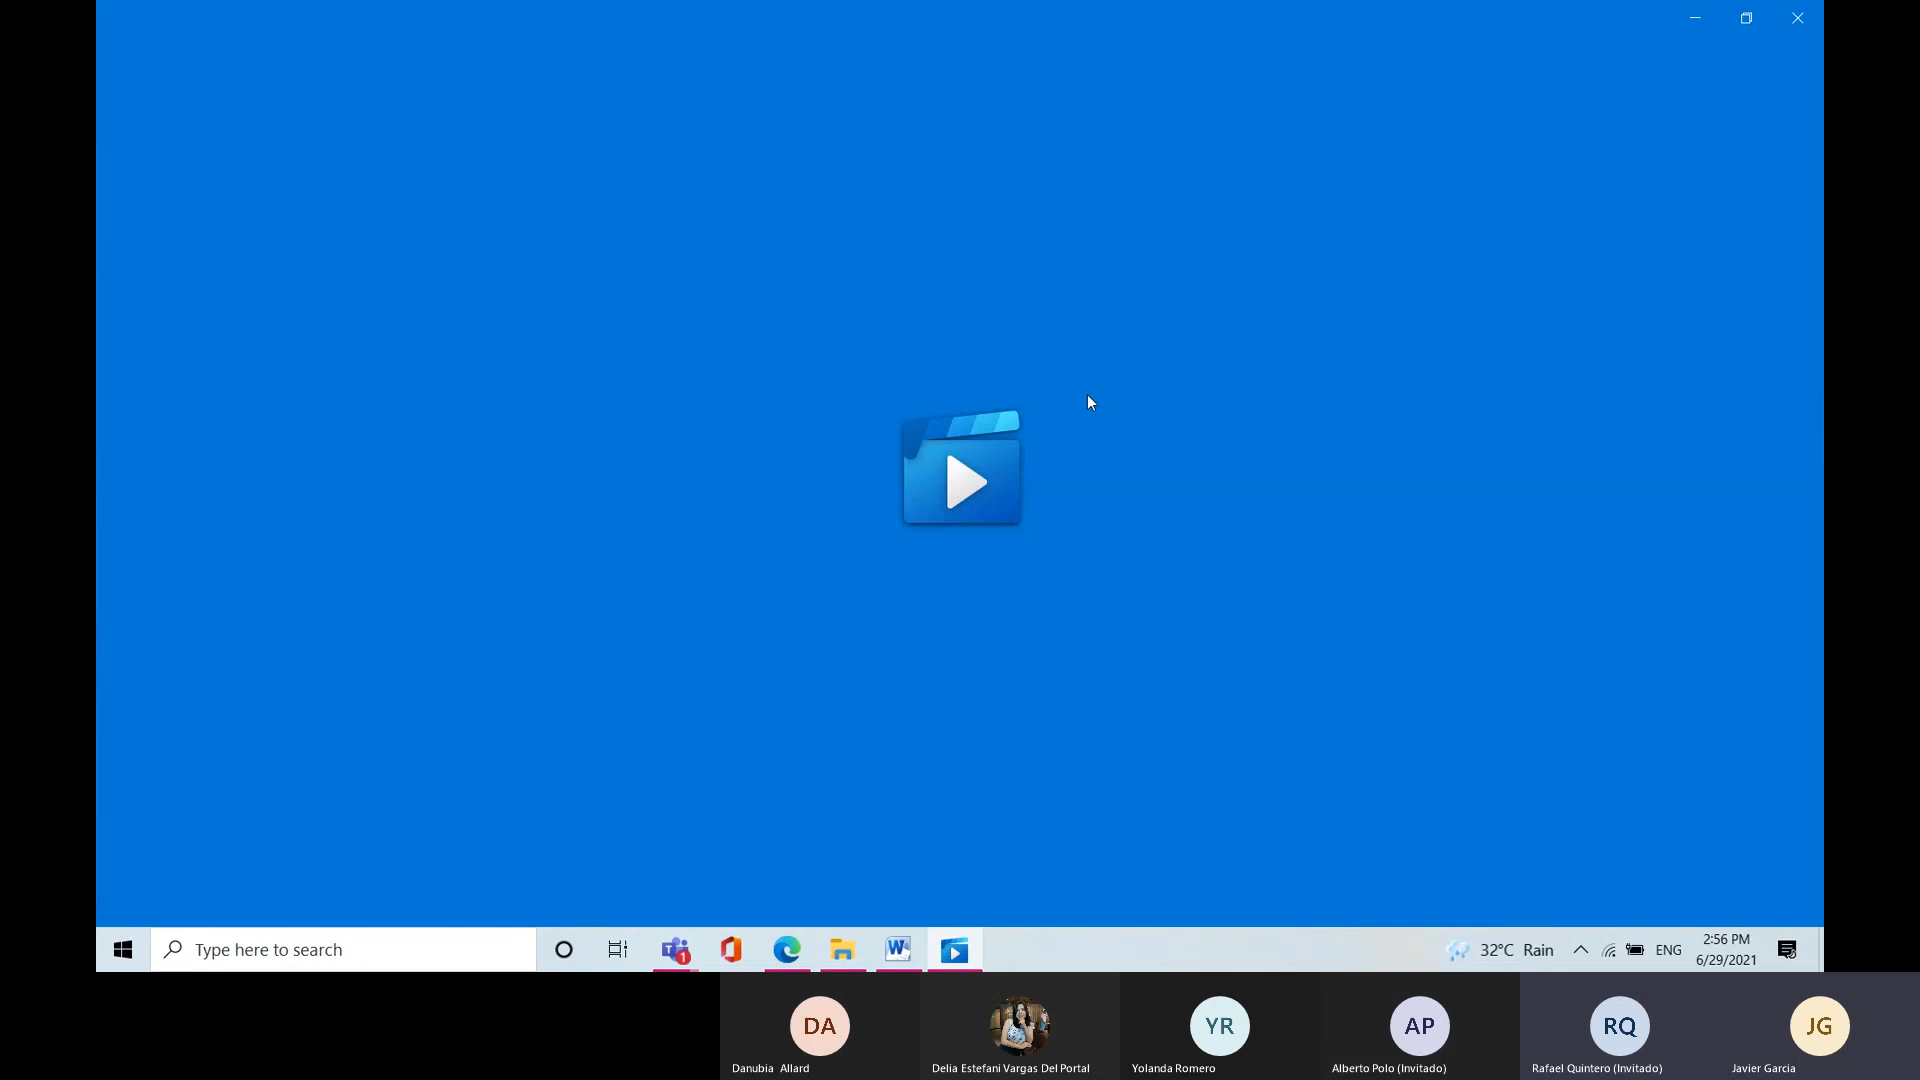 Type here to search
1
W
32°C Rain
ENG
2:56 PM
6/29/2021
DA
YR
AP
RQ
JG
Danubia Allard
Delia Estefani Vargas Del Portal
Yolanda Romero
Alberto Polo (Invitado)
Rafael Quintero (Invitado)
Javier Garcia